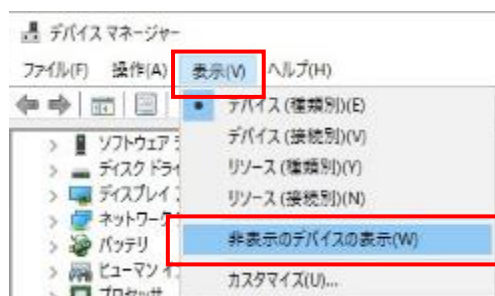 デバイス マネージャー
ファイル(F) 操作(A) 表示(V) ヘルプ(H)
デバイス (種類別)(E)
デバイス (接続別)(V)
リソース (種類別)(Y)
リソース (接続別)(N)
非表示のデバイスの表示(W)
カスタマイズ(U)...
ソフトウェア
ディスク ドライ
ディスプレイ
ネットワーク
バッテリ
ヒューマン イ
プロセッサ